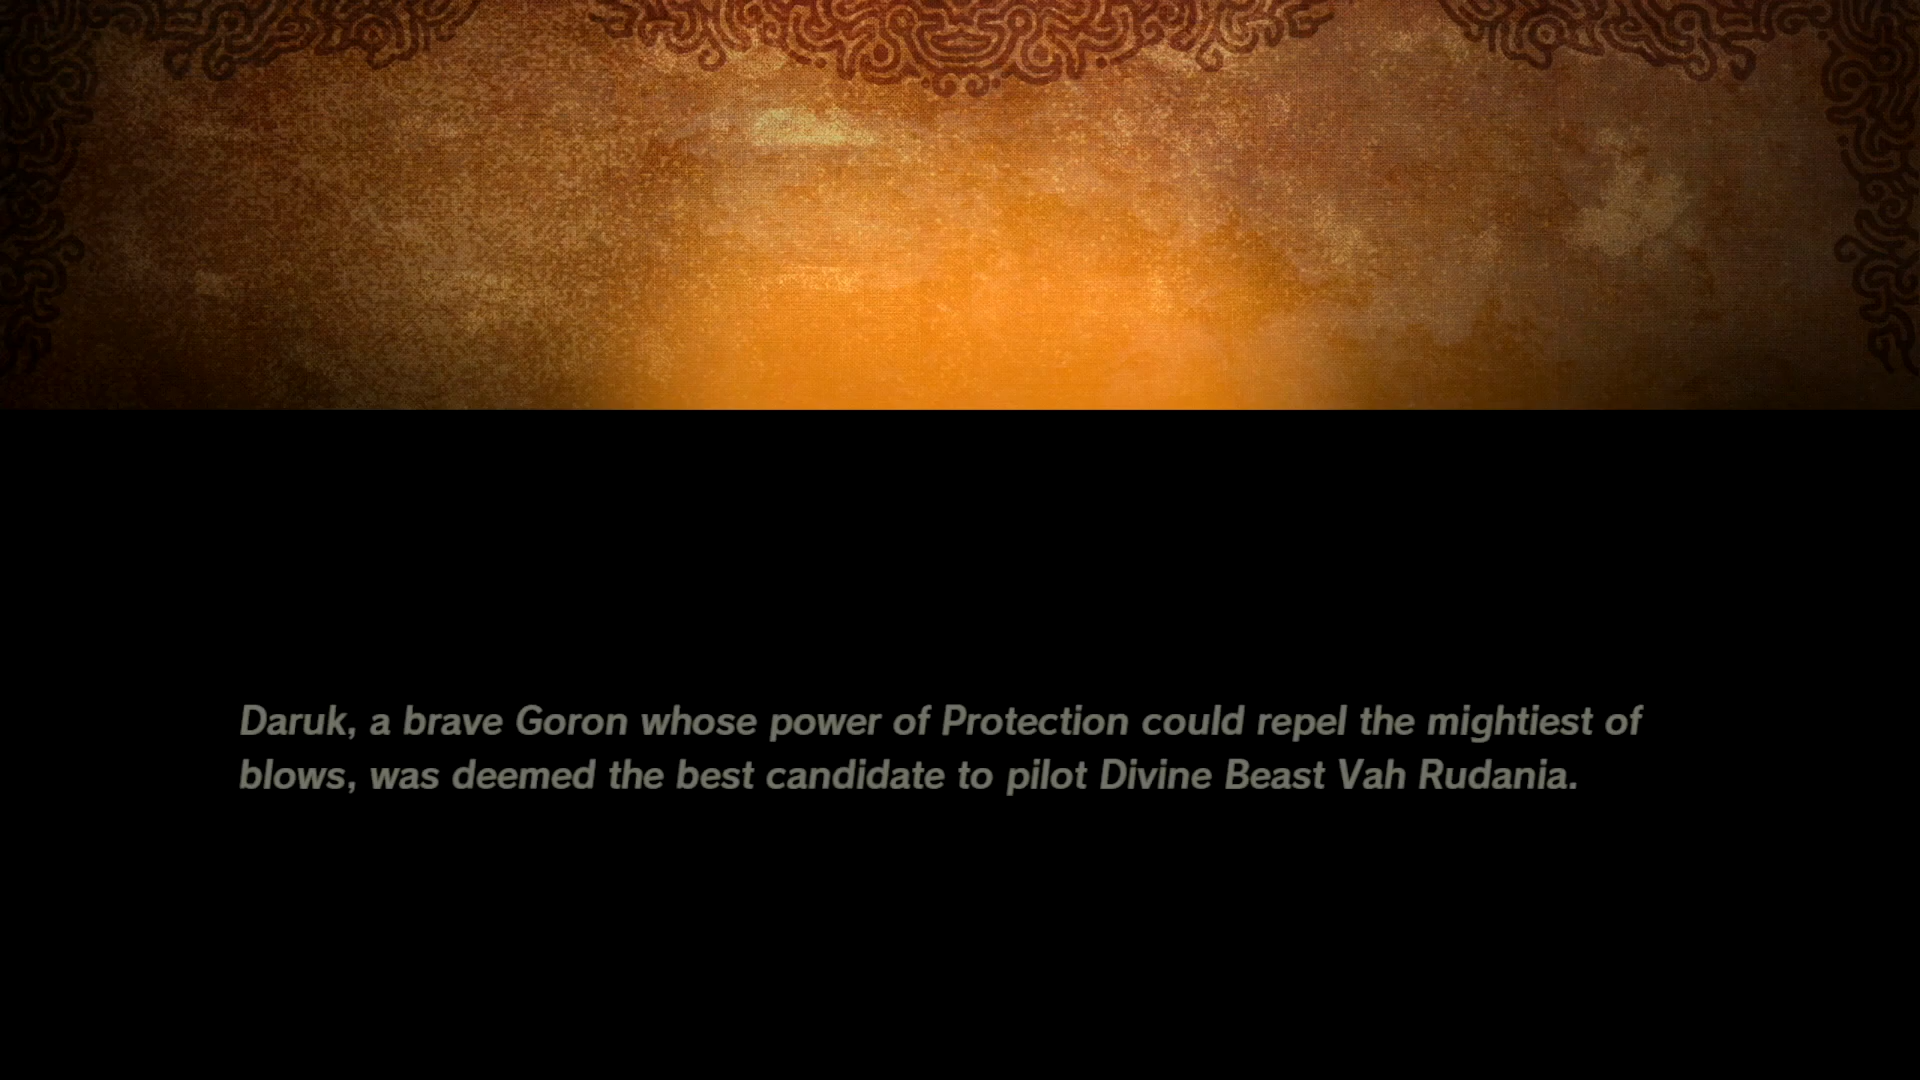 Daruk, a brave Goron whose power of Protection could repel the mightiest of
blows, was deemed the best candidate to pilot Divine Beast Vah Rudania.